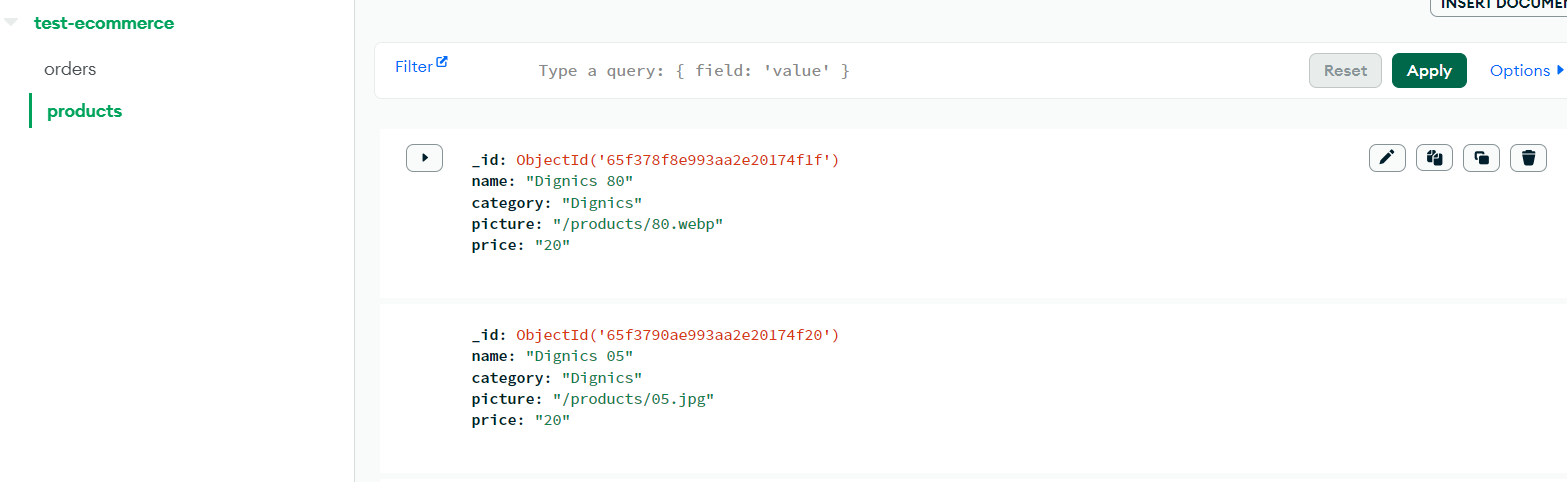 test-ecommerce
orders
products
INSERT DOCUMEN
Filter
Type a query: { field: 'value' }
Reset
Apply
Options
_id: ObjectId('65f378f8e993aa2e20174f1f')
name: "Dignics 80"
category: "Dignics"
picture: "/products/80.webp"
price: "20"
_id: ObjectId('65f3790ae993aa2e20174f20')
name: "Dignics 05"
category: "Dignics"
picture: "/products/05.jpg"
price: "20"